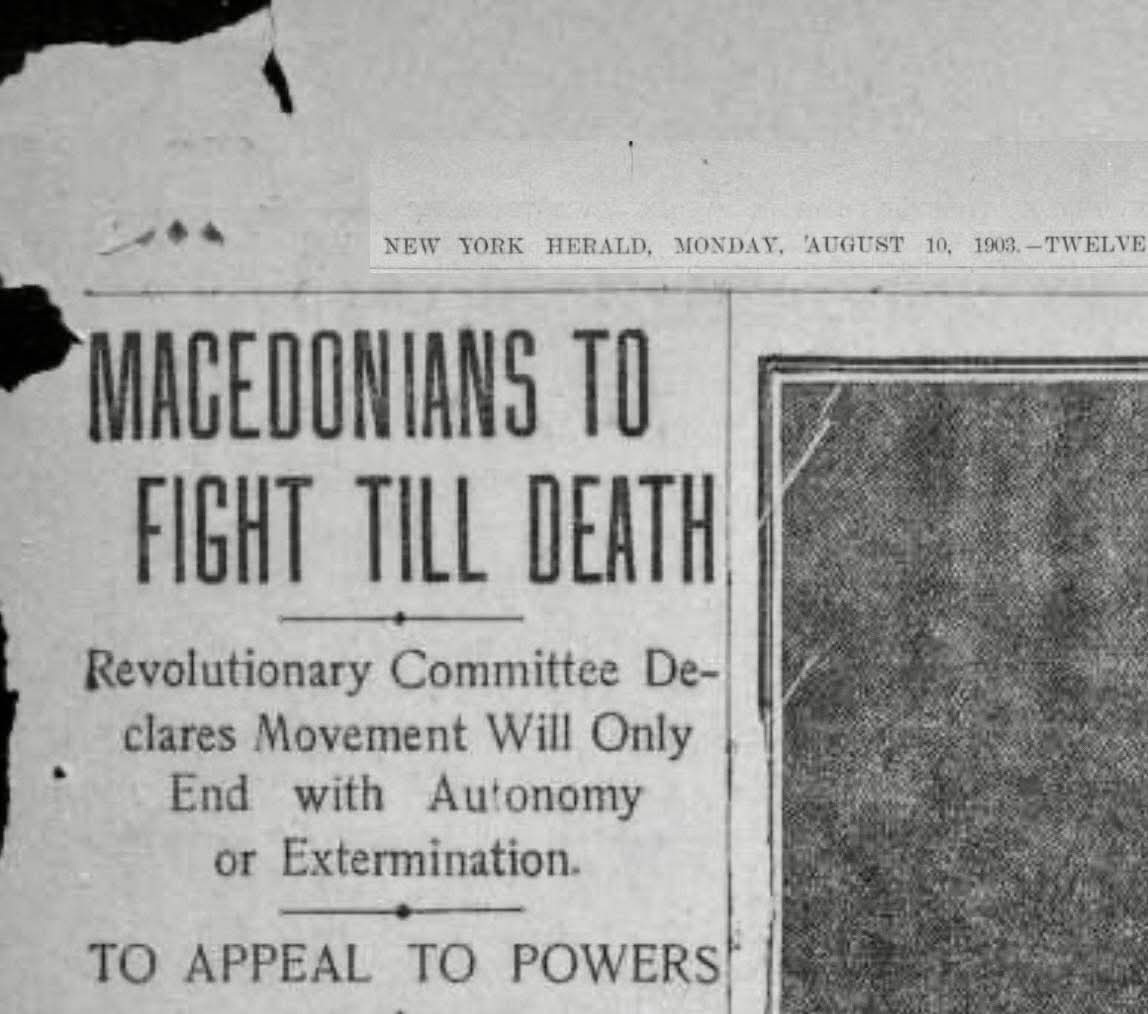 NEW YORK HERALD, MONDAY, AUGUST 10, 1903.—TWELVE
MACEDONIANS TO
FIGHT TILL DEATH
Revolutionary Committee De-
clares Movement Will Only
End with Autonomy
or Extermination.
TO APPEAL TO POWERS